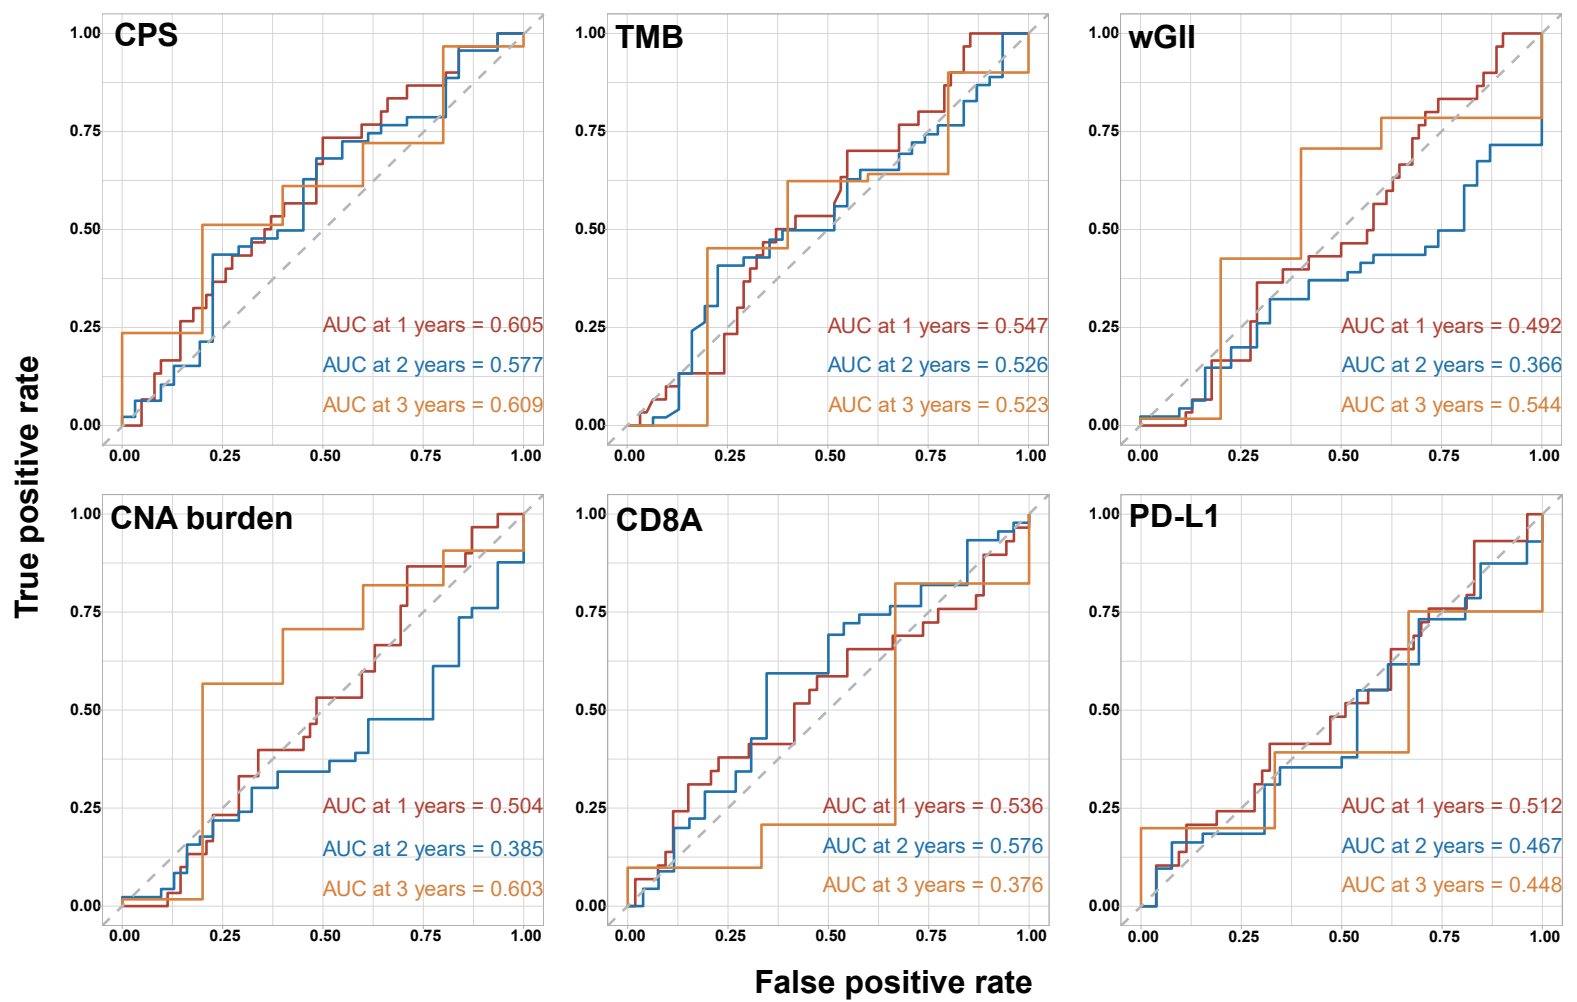 True positive rate
CPS
1.00
0.75
0.50
0.25
0.00
AUC at 1 years = 0.605
AUC at 2 years = 0.577
AUC at 3 years = 0.609
0.00 0.25 0.50 0.75 1.00
TMB
1.00
0.75
0.50
0.25
0.00
AUC at 1 years = 0.547
AUC at 2 years = 0.526
AUC at 3 years = 0.523
0.00 0.25 0.50 0.75 1.00
wGII
1.00
0.75
0.50
0.25
0.00
AUC at 1 years = 0.492
AUC at 2 years = 0.366
AUC at 3 years = 0.544
0.00 0.25 0.50 0.75 1.00
CNA burden
1.00
0.75
0.50
0.25
0.00
AUC at 1 years = 0.504
AUC at 2 years = 0.385
AUC at 3 years = 0.603
0.00 0.25 0.50 0.75 1.00
CD8A
1.00
0.75
0.50
0.25
0.00
AUC at 1 years = 0.536
AUC at 2 years = 0.576
AUC at 3 years = 0.376
0.00 0.25 0.50 0.75 1.00
PD-L1
1.00
0.75
0.50
0.25
0.00
AUC at 1 years = 0.512
AUC at 2 years = 0.467
AUC at 3 years = 0.448
0.00 0.25 0.50 0.75 1.00
False positive rate